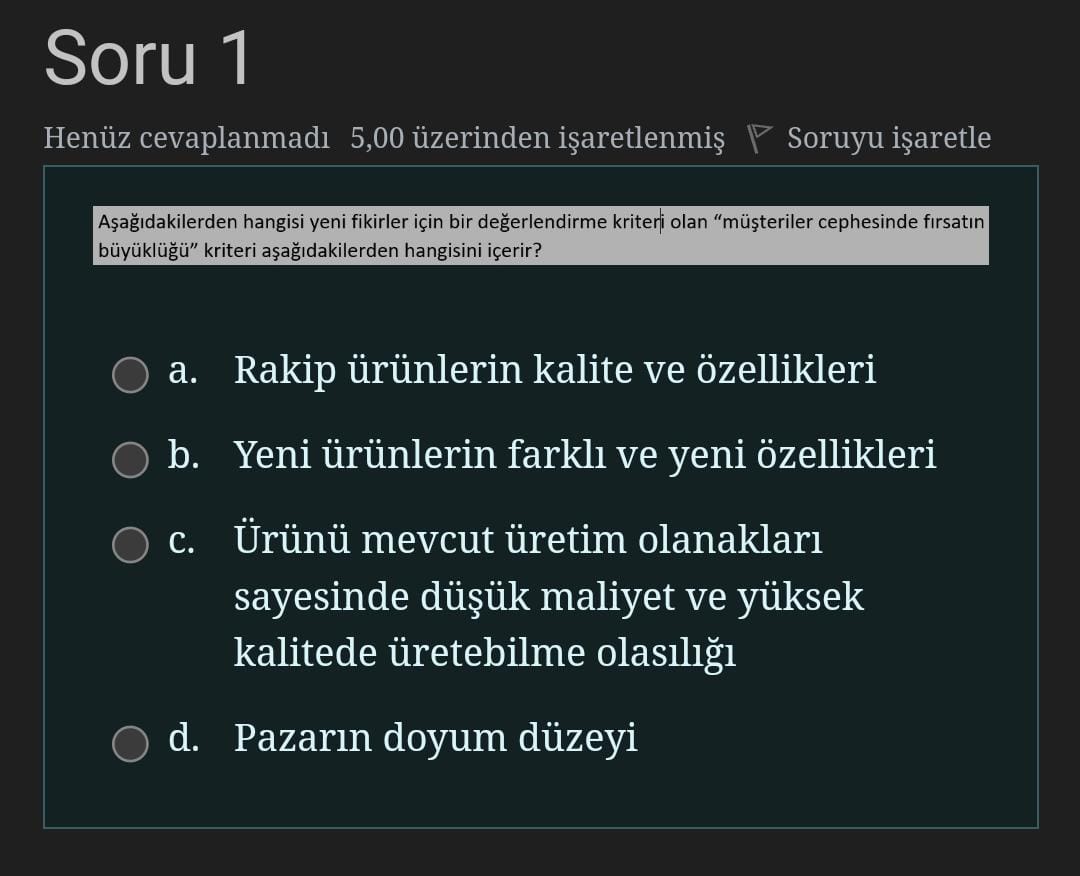 Soru 1
Henüz cevaplanmadı 5,00 üzerinden işaretlenmiş Soruyu işaretle
Aşağıdakilerden hangisi yeni fikirler için bir değerlendirme kriteri olan “müşteriler cephesinde fırsatın
büyüklüğü” kriteri aşağıdakilerden hangisini içerir?
a. Rakip ürünlerin kalite ve özellikleri
b. Yeni ürünlerin farklı ve yeni özellikleri
c. Ürünü mevcut üretim olanakları
sayesinde düşük maliyet ve yüksek
kalitede üretebilme olasılığı
d. Pazarın doyum düzeyi